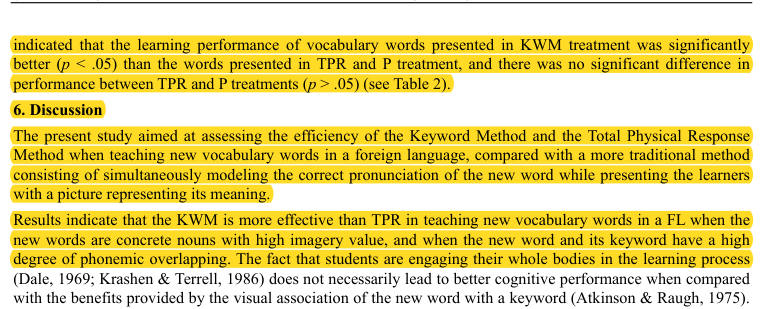 indicated that the learning performance of vocabulary words presented in KWM treatment was significantly
better (p < .05) than the words presented in TPR and P treatment, and there was no significant difference in
performance between TPR and P treatments (p > .05) (see Table 2).
6. Discussion
The present study aimed at assessing the efficiency of the Keyword Method and the Total Physical Response
Method when teaching new vocabulary words in a foreign language, compared with a more traditional method
consisting of simultaneously modeling the correct pronunciation of the new word while presenting the learners
with a picture representing its meaning.
Results indicate that the KWM is more effective than TPR in teaching new vocabulary words in a FL when the
new words are concrete nouns with high imagery value, and when the new word and its keyword have a high
degree of phonemic overlapping. The fact that students are engaging their whole bodies in the learning process
(Dale, 1969; Krashen & Terrell, 1986) does not necessarily lead to better cognitive performance when compared
with the benefits provided by the visual association of the new word with a keyword (Atkinson & Raugh, 1975).